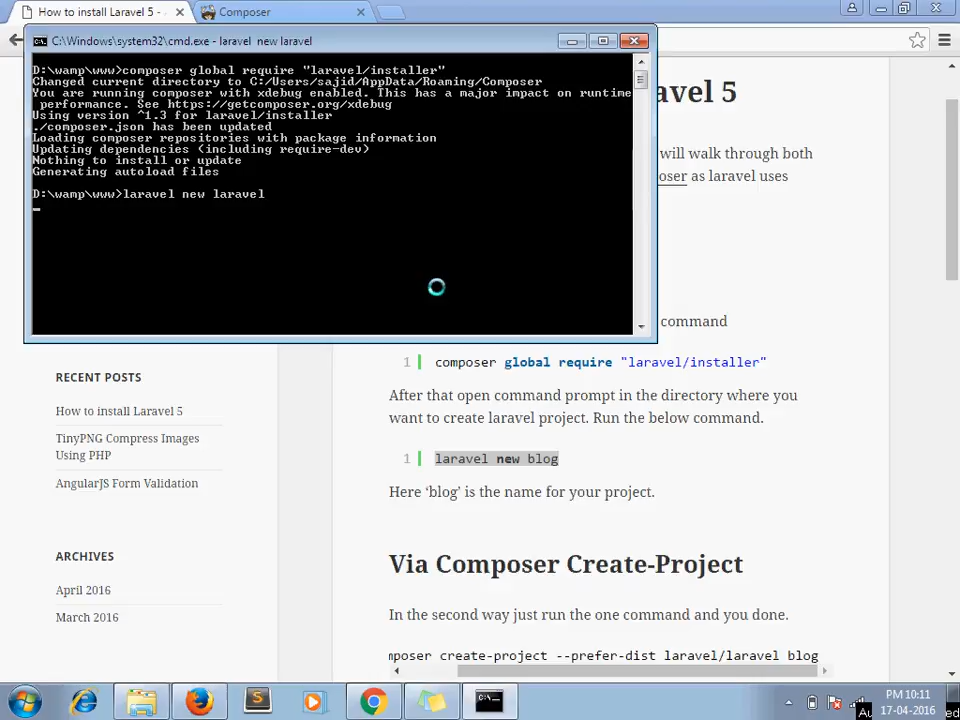 How to install Laravel 5 -
Composer
C:\Windows\system32\cmd.exe - laravel  new laravel
D:\wamp\www>composer global require "laravel/installer"
Changed current directory to C:/Users/sajid/AppData/Roaming/Composer
You are running composer with xdebug enabled. This has a major impact on runtime
performance. See https://getcomposer.org/xdebug
Using version ^1.3 for laravel/installer
./composer.json has been updated
Loading composer repositories with package information
Updating dependencies (including require-dev)
Nothing to install or update
Generating autoload files
D:\wamp\www>laravel new laravel
avel 5
will walk through both
oser as laravel uses
command
1 composer global require "laravel/installer"
After that open command prompt in the directory where you
want to create laravel project. Run the below command.
1 laravel new blog
Here ‘blog’ is the name for your project.
Via Composer Create-Project
In the second way just run the one command and you done.
mposer create-project --prefer-dist laravel/laravel blog
RECENT POSTS
How to install Laravel 5
TinyPNG Compress Images
Using PHP
AngularJS Form Validation
ARCHIVES
April 2016
March 2016
PM 10:11
17-04-2016